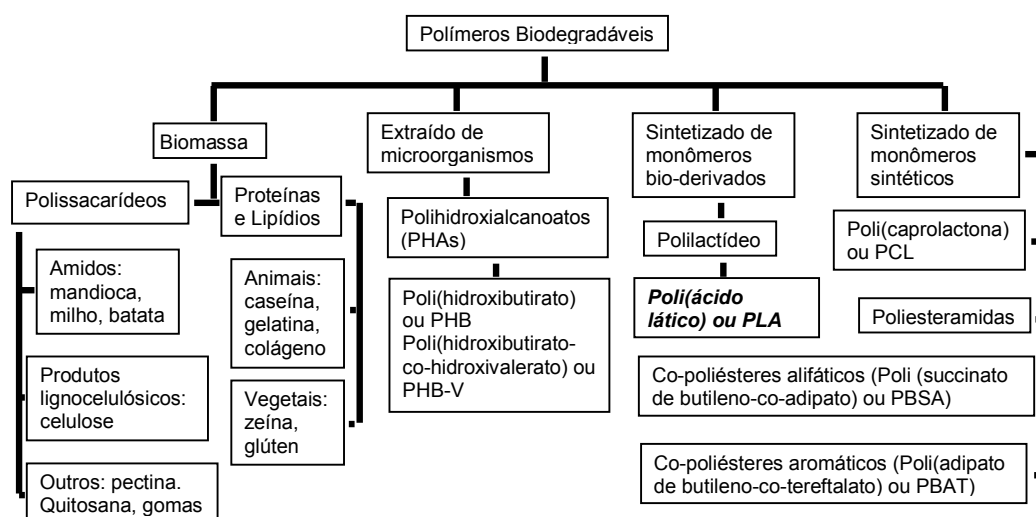 Polímeros Biodegradáveis
Biomassa
Polissacarídeos
Amidos:
mandioca,
milho, batata
Produtos
lignocelulósicos:
celulose
Outros: pectina.
Quitosana, gomas
Proteínas
e Lipídios
Animais:
caseína,
gelatina,
colágeno
Vegetais:
zeína,
glúten
Extraído de
microorganismos
Polihidroxialcanoatos
(PHAs)
Poli(hidroxibutirato)
ou PHB
Poli(hidroxibutirato-
co-hidroxivalerato) ou
PHB-V
Sintetizado de
monômeros
bio-derivados
Polilactídeo
Poli(ácido
lático) ou PLA
Sintetizado de
monômeros
sintéticos
Poli(caprolactona)
ou PCL
Poliesteramidas
Co-poliésteres alifáticos (Poli (succinato
de butileno-co-adipato) ou PBSA)
Co-poliésteres aromáticos (Poli(adipato
de butileno-co-tereftalato) ou PBAT)